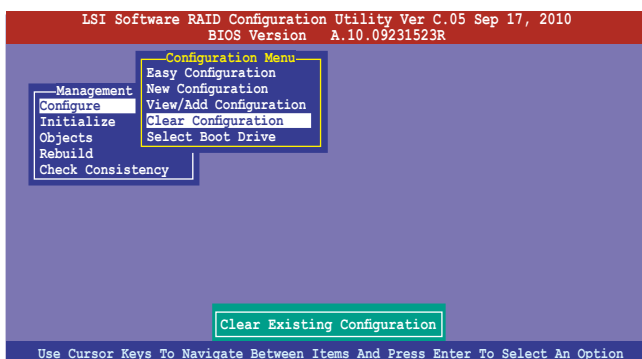 LSI Software RAID Configuration Utility Ver C.05 Sep 17, 2010
BIOS Version A.10.09231523R
Configuration Menu
Easy Configuration
New Configuration
View/Add Configuration
Clear Configuration
Select Boot Drive
Management
Configure
Initialize
Objects
Rebuild
Check Consistency
Clear Existing Configuration
Use Cursor Keys To Navigate Between Items And Press Enter To Select An Option